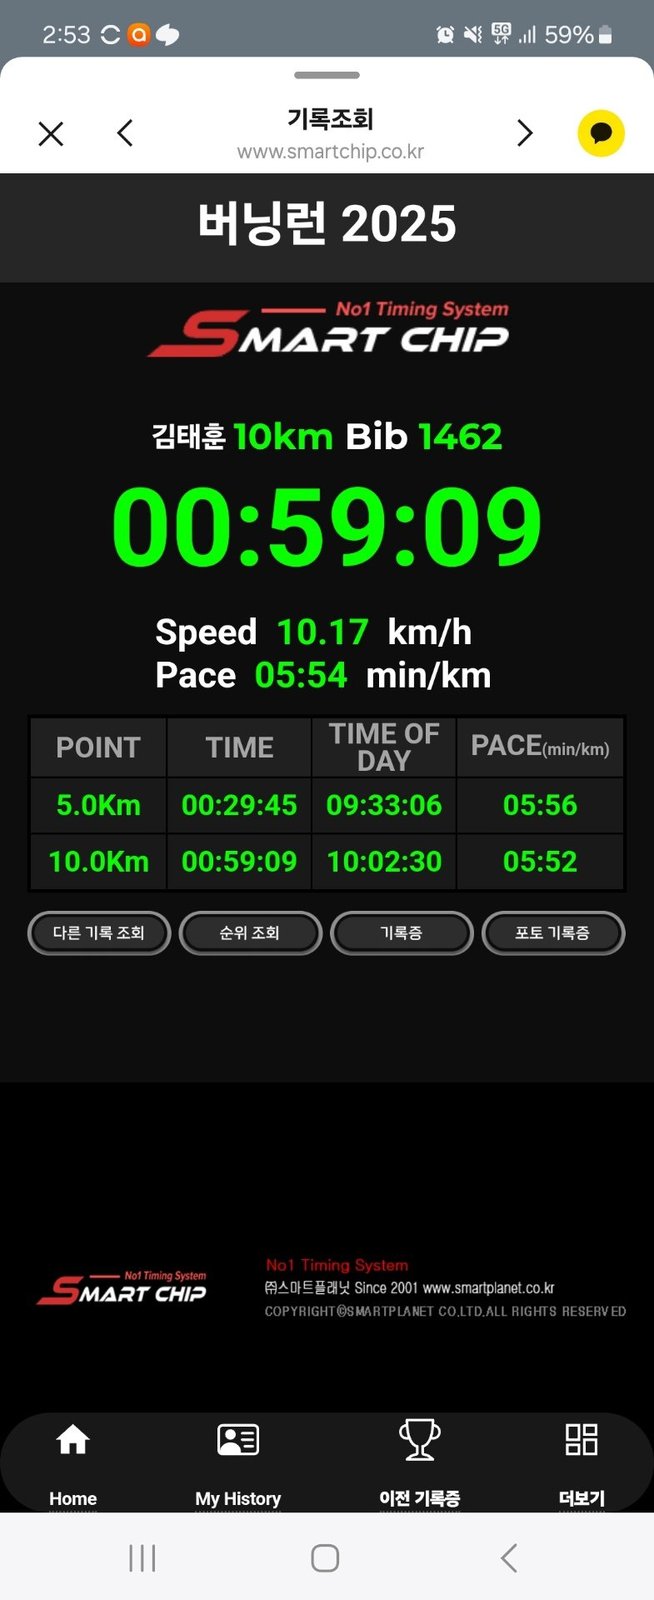 2:53
5G
59%
기록조회
www.smartchip.co.kr
버닝런 2025
No1 Timing System
SMART CHIP
김태훈 10km Bib 1462
00:59:09
Speed 10.17 km/h
Pace 05:54 min/km
POINT TIME TIME OF DAY PACE(min/km)
5.0Km 00:29:45 09:33:06 05:56
10.0Km 00:59:09 10:02:30 05:52
다른 기록 조회 순위 조회 기록증 포토 기록증
No1 Timing System
SMART CHIP
No1 Timing System
㈜스마트플래닛 Since 2001 www.smartplanet.co.kr
COPYRIGHT©SMARTPLANET CO,LTD.ALL RIGHTS RESERVED
Home My History 이전 기록증 더보기